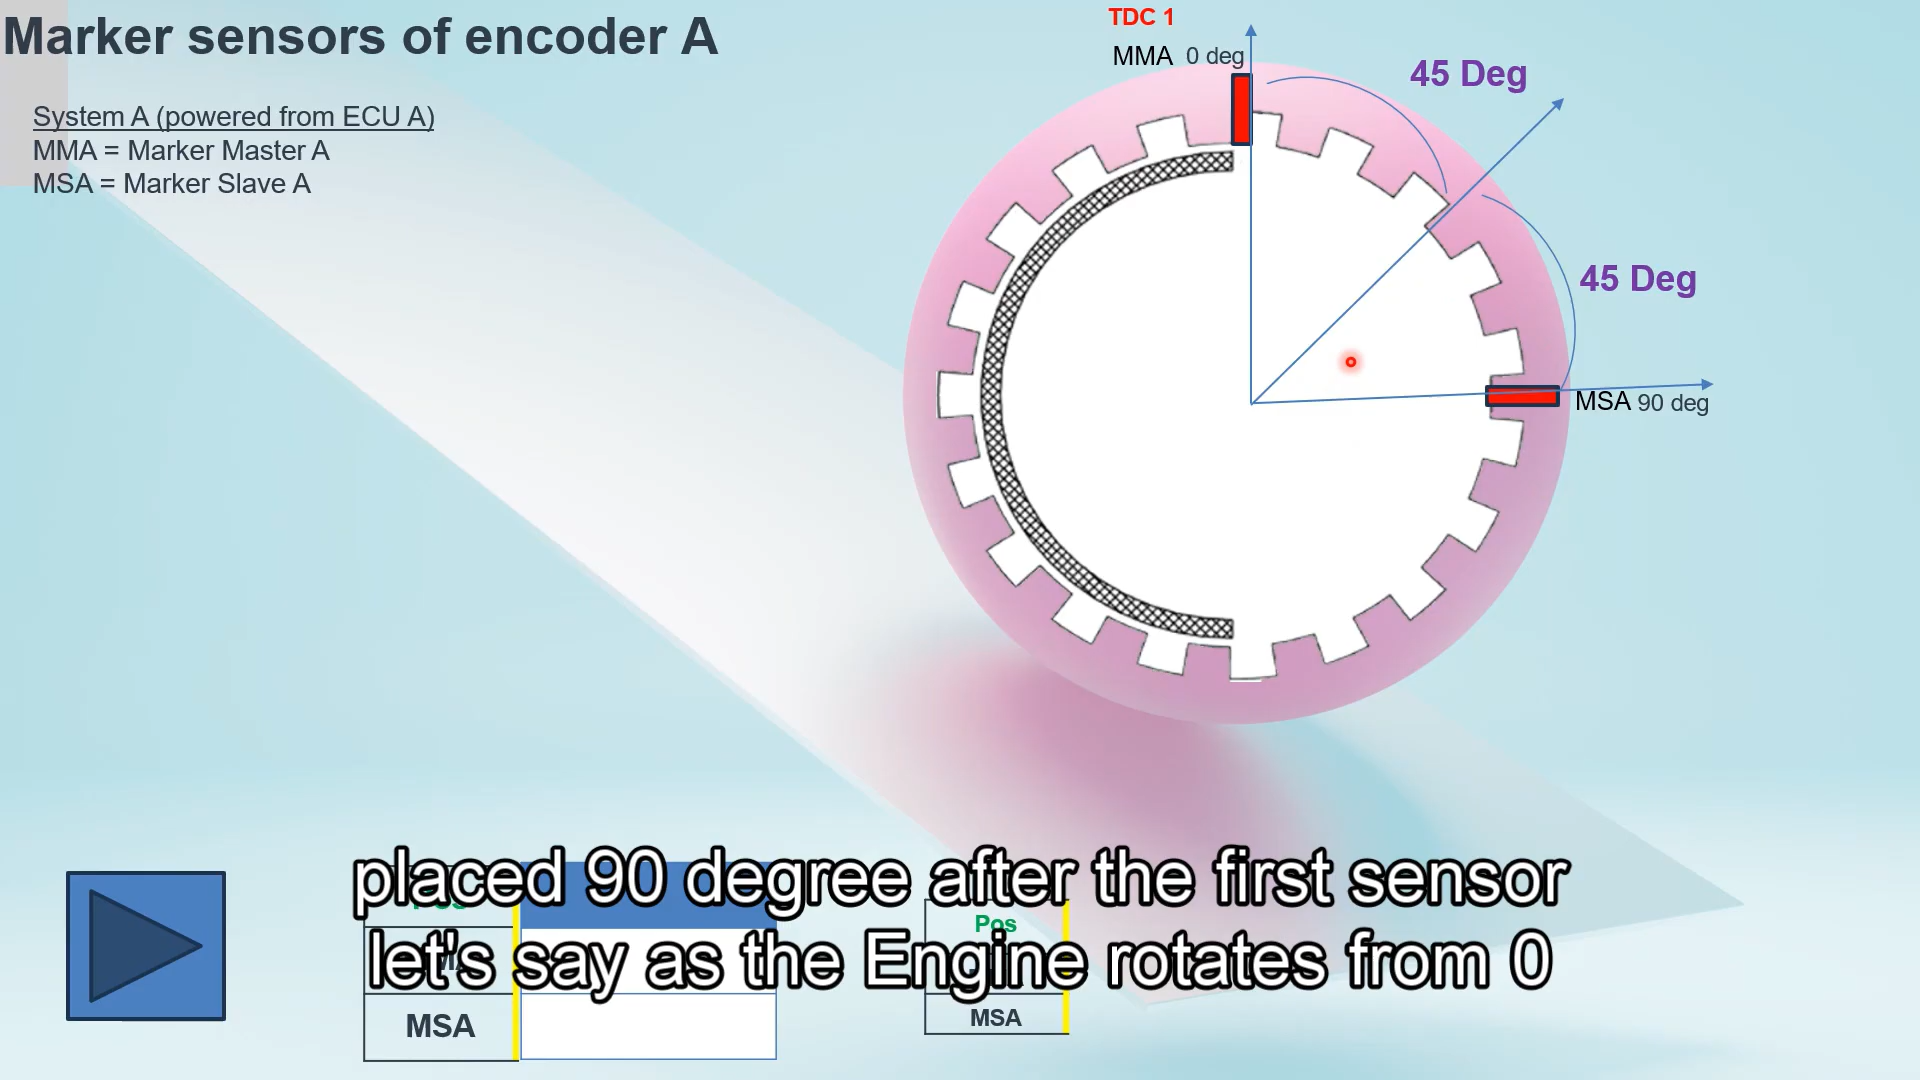 Marker sensors of encoder A
System A (powered from ECU A)
MMA = Marker Master A
MSA = Marker Slave A
TDC 1
MMA 0 deg
45 Deg
45 Deg
MSA 90 deg
placed 90 degree after the first sensor
let's say as the Engine rotates from 0
MSA
Pos
MSA